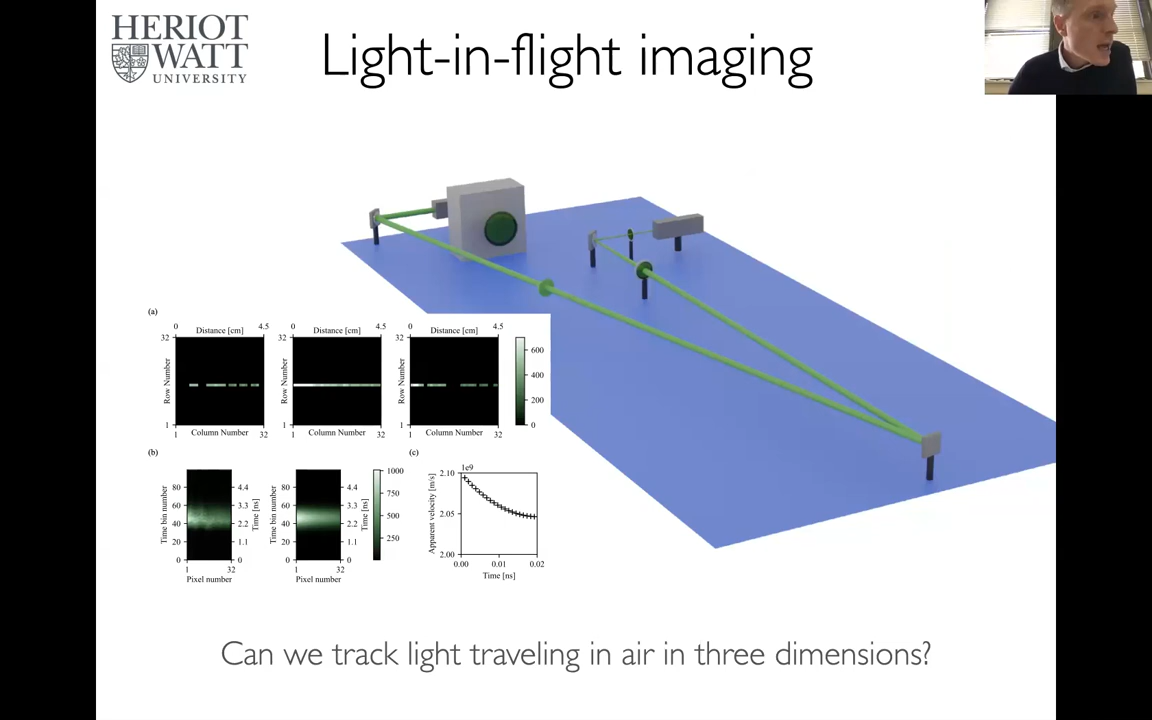 HERIOT
WATT
UNIVERSITY
Light-in-flight imaging
(a)
0 Distance [cm] 4.5
0 Distance [cm] 4.5
0 Distance [cm] 4.5
32
Row Number
1
1 Column Number 32
32
Row Number
1
1 Column Number 32
32
Row Number
1
1 Column Number 32
600
400
200
0
(b)
Time bin number
80
60
40
20
0
4.4
3.3
2.2
1.1
0
Time [ns]
1 32
Pixel number
Time bin number
80
60
40
20
0
4.4
3.3
2.2
1.1
0
Time [ns]
1 32
Pixel number
1000
750
500
250
(c)
1e9
Apparent velocity [m/s]
2.10
2.05
2.00
0.00 0.01 0.02
Time [ns]
Can we track light traveling in air in three dimensions?